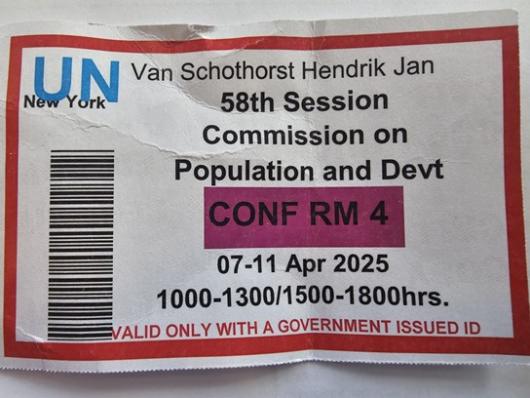 UN Van Schothorst Hendrik Jan
New York
58th Session
Commission on
Population and Devt
CONF RM 4
07-11 Apr 2025
1000-1300/1500-1800hrs.
VALID ONLY WITH A GOVERNMENT ISSUED ID